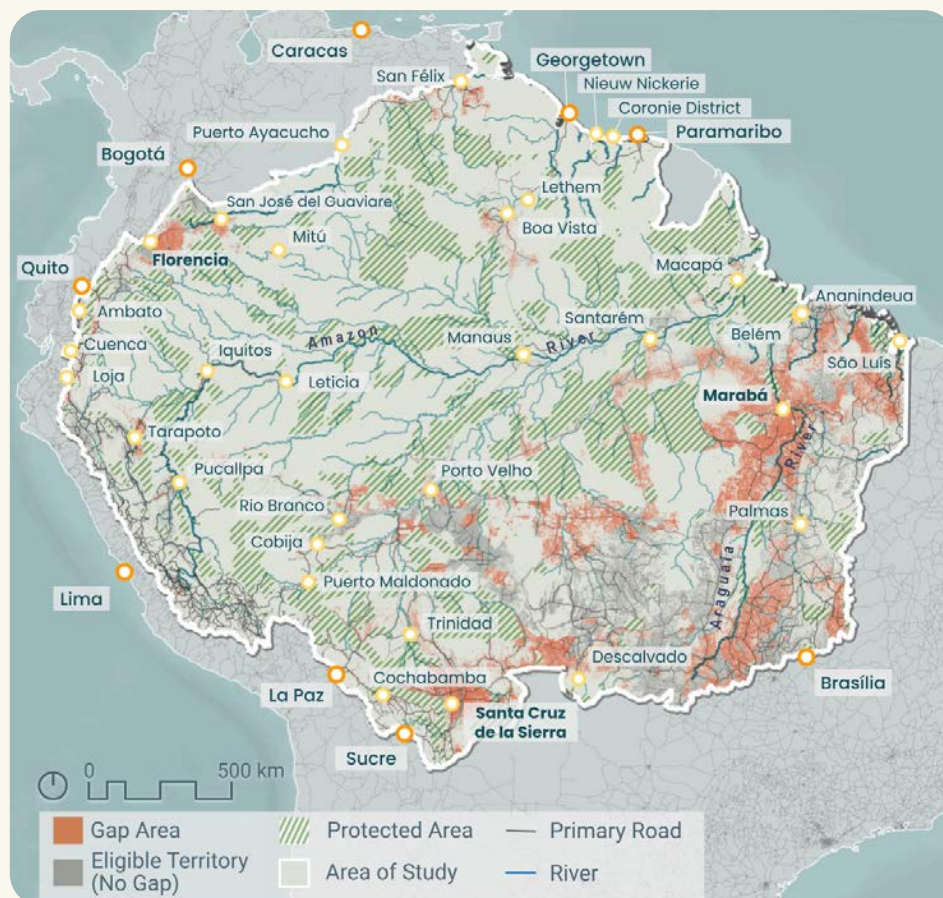 Caracas
Georgetown
San Félix
Nieuw Nickerie
Coronie District
Puerto Ayacucho
Paramaribo
Bogotá
Lethem
San José del Guaviare
Boa Vista
Mitú
Florencia
Macapá
Quito
Ananindeua
Ambato
Santarém
Belém
Manaus
Amazon River
Cuenca
Iquitos
São Luís
Loja
Leticia
Marabá
Tarapoto
Pucallpa
Porto Velho
Rio Branco
Palmas
Cobija
Araguaia River
Lima
Puerto Maldonado
Trinidad
Descalvado
La Paz
Cochabamba
Brasília
Santa Cruz
de la Sierra
Sucre
0 500 km
Gap Area
Protected Area
Primary Road
Eligible Territory
(No Gap)
Area of Study
River